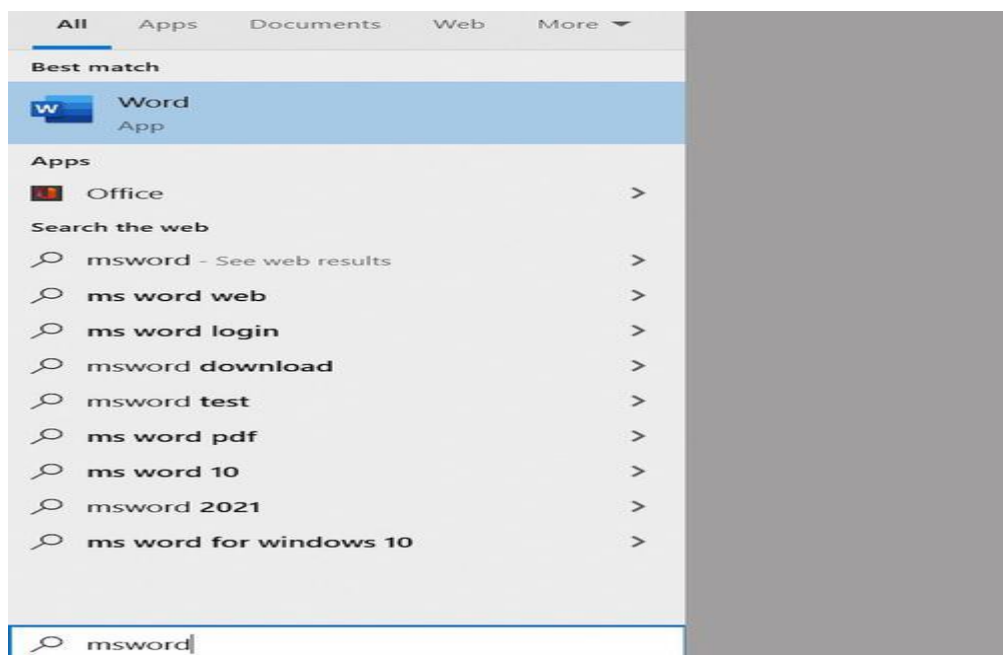 All Apps Documents Web More
Best match
Word
App
Apps
Office
Search the web
msword - See web results
ms word web
ms word login
msword download
msword test
ms word pdf
ms word 10
msword 2021
ms word for windows 10
msword